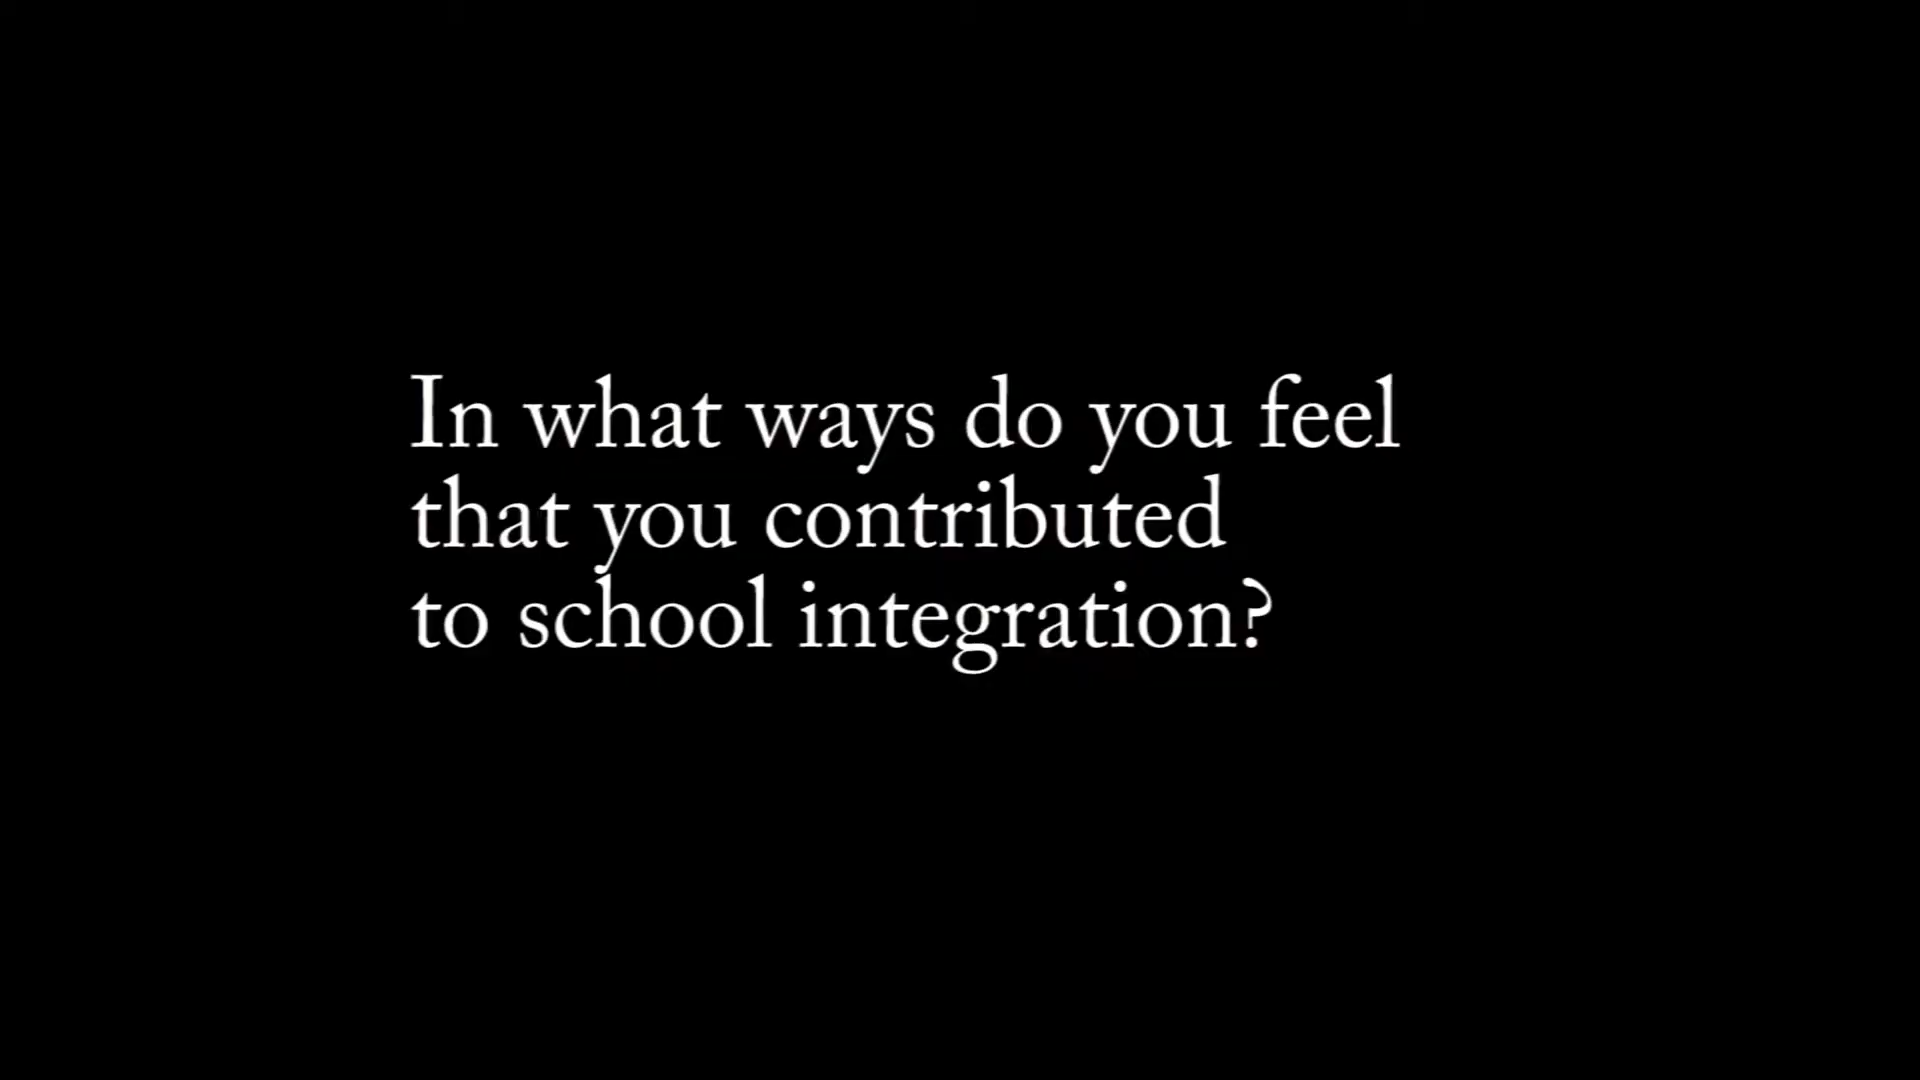 In what ways do you feel
that you contributed
to school integration?